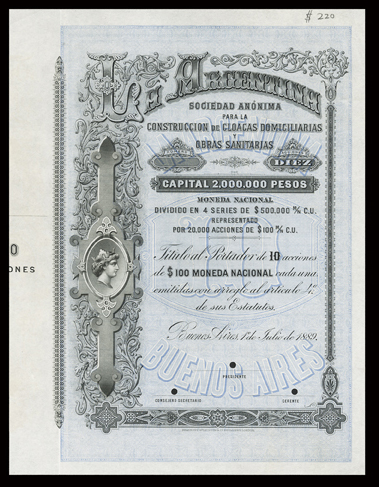 $ 220
La Argentina
SOCIEDAD ANÓNIMA
PARA LA
CONSTRUCCION DE CLOACAS DOMICILIARIAS
Y
OBRAS SANITARIAS
DIEZ
CAPITAL 2,000,000 PESOS
MONEDA NACIONAL
DIVIDIDO EN 4 SERIES DE $ 500,000 m/n C.U.
REPRESENTADO
POR 20,000 ACCIONES DE $ 100 m/n C.U.
Titulo al Portador de 10 acciones
de $ 100 MONEDA NACIONAL cada una,
emitidas con arreglo al articulo
de sus Estatutos.
Buenos Aires, 1º de Julio de 1889.
BUENOS AIRES
PRESIDENTE
CONSEJERO SECRETARIO
GERENTE
O
ONES